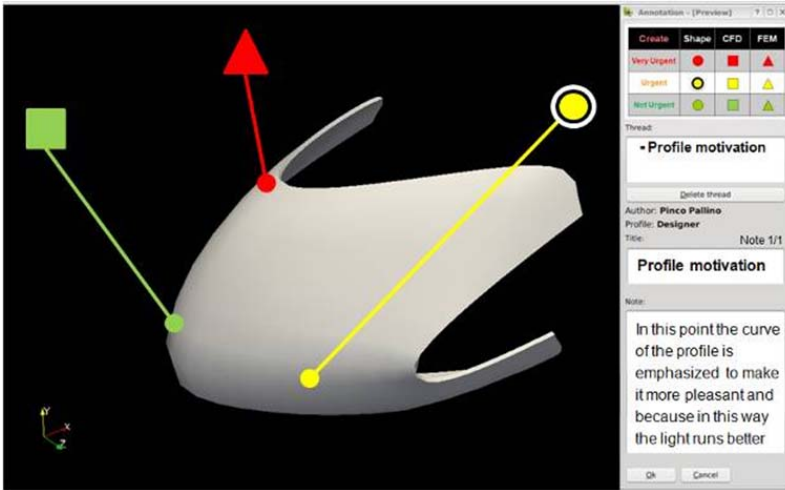 Annotation - [Preview]
Create Shape CFD FEM
Very Urgent
Urgent
Not Urgent
Thread:
- Profile motivation
Delete thread
Author: Pinco Pallino
Profile: Designer
Title: Note 1/1
Profile motivation
Note:
In this point the curve
of the profile is
emphasized to make
it more pleasant and
because in this way
the light runs better
Ok Cancel
Y
X
Z